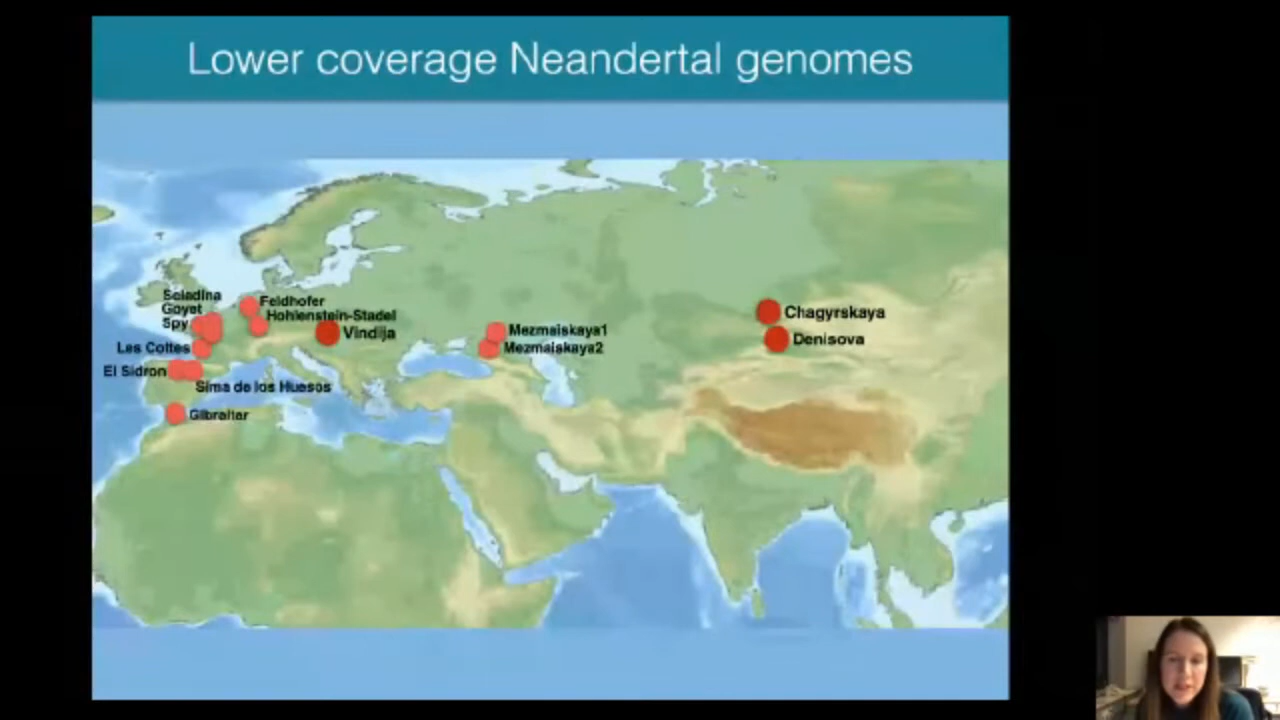 Lower coverage Neandertal genomes
Scladina
Goyet
Spy
Feldhofer
Hohlenstein-Stadel
Vindija
Les Cottes
El Sidron
Sima de los Huesos
Gibraltar
Mezmaiskaya1
Mezmaiskaya2
Chagyrskaya
Denisova